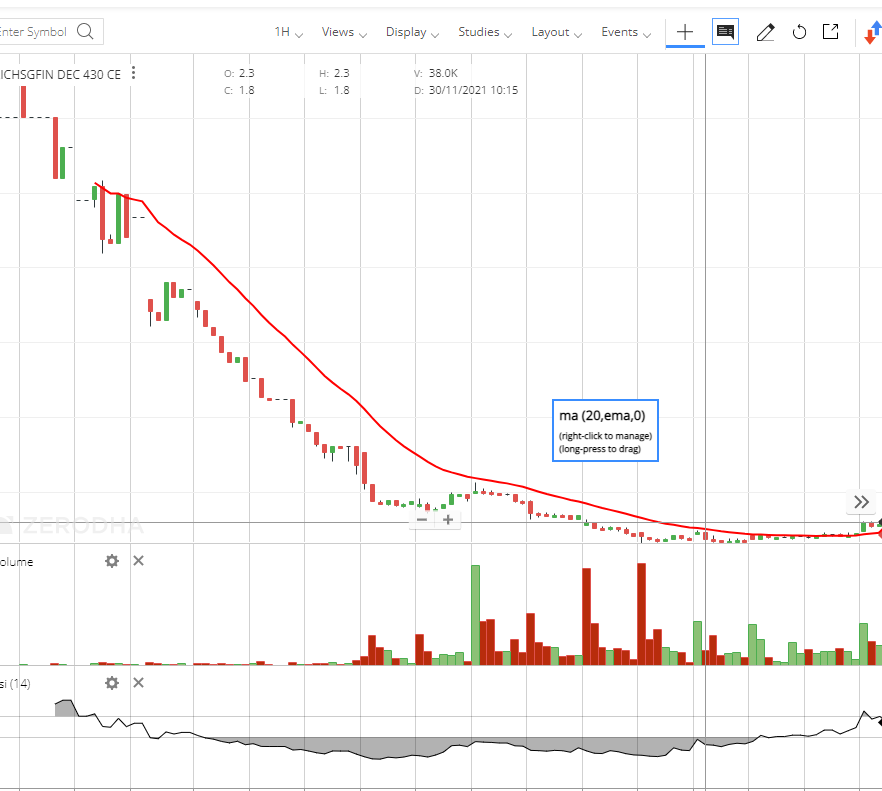 Enter Symbol
1H Views Display Studies Layout Events
ICHSGFIN DEC 430 CE
O: 2.3 H: 2.3 V: 38.0K
C: 1.8 L: 1.8 D: 30/11/2021 10:15
ma (20,ema,0)
(right-click to manage)
(long-press to drag)
ZERODHA
olume
si (14)